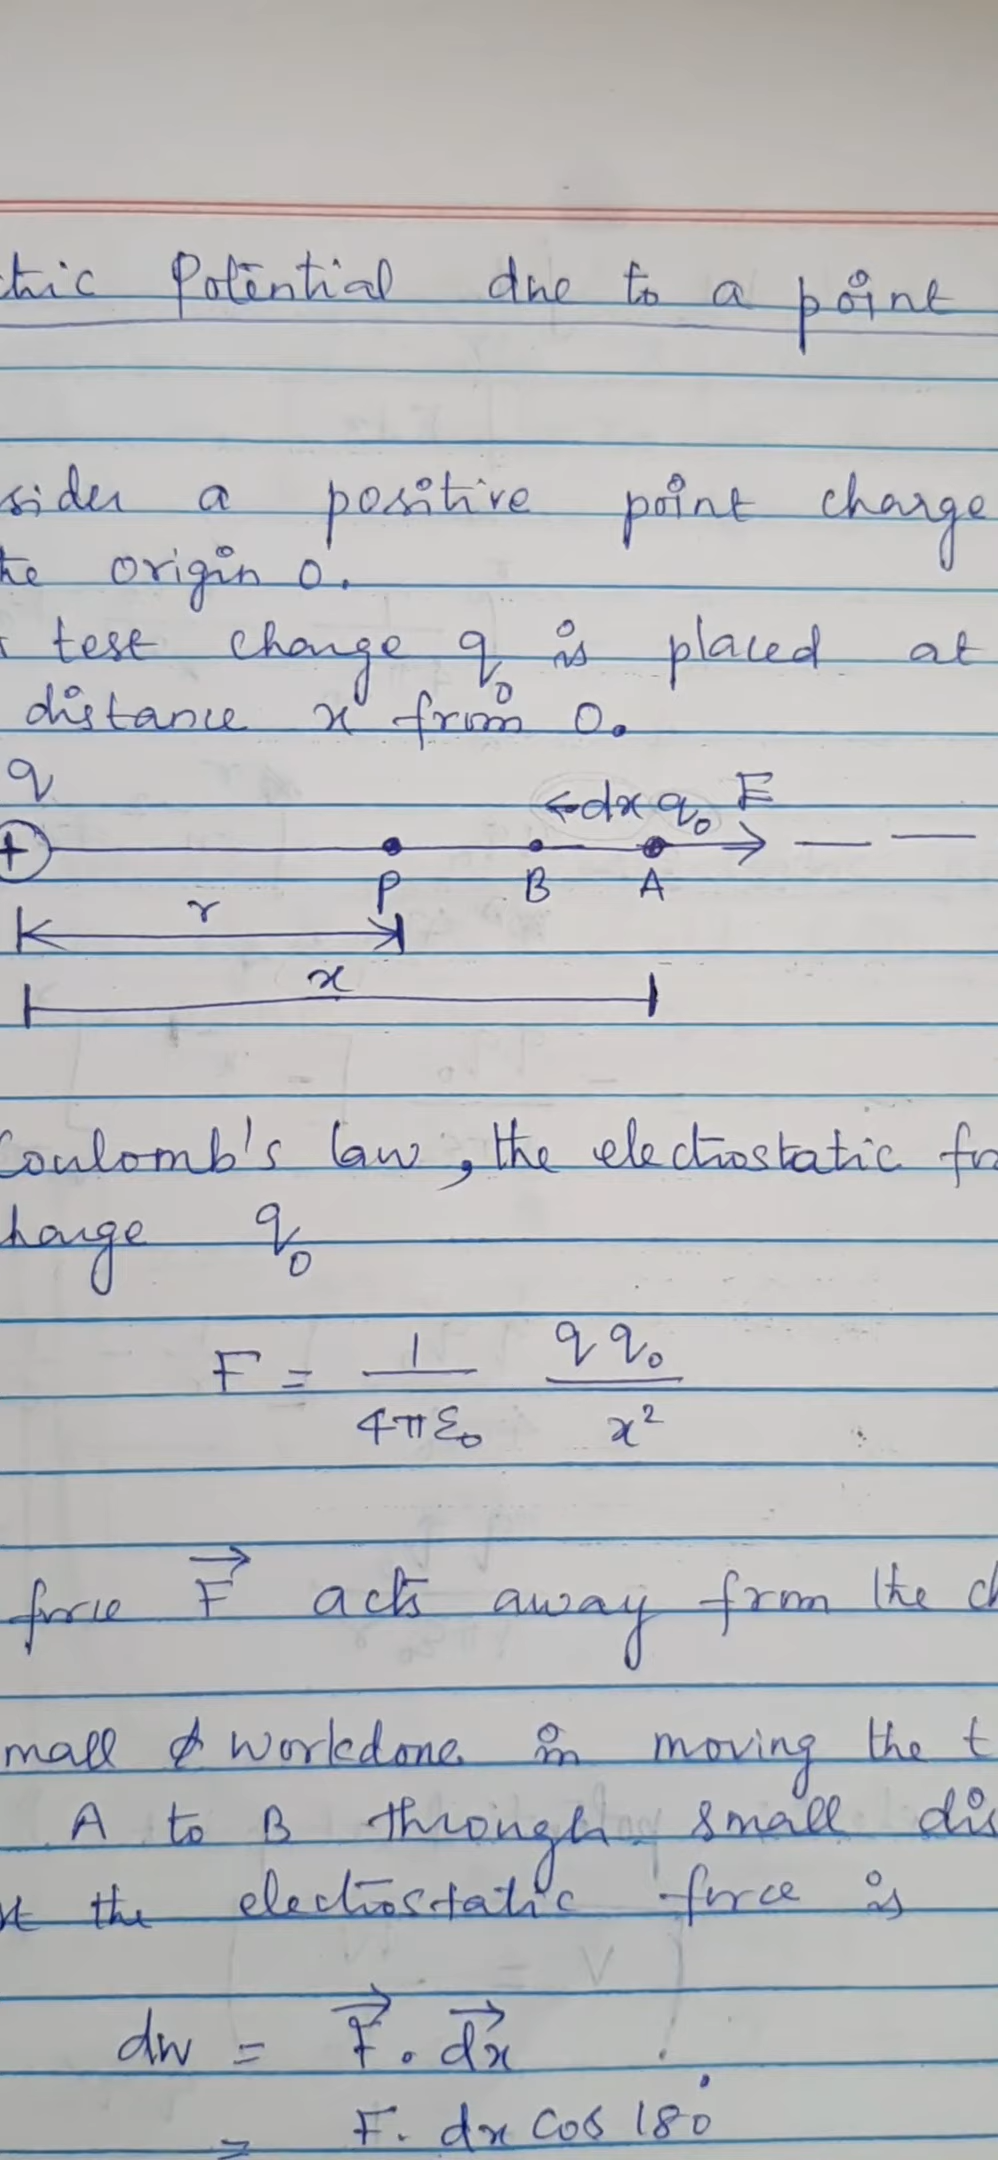 tric Potential due to a point
sider a positive point charge
he origin O.
test charge q₀ is placed at
distance x from O.
q
←dx q₀ E
+
P B A
r
x
Coulomb's law, the electrostatic fo
harge q₀
F = 1/4πε₀ qq₀/x²
force F⃗ acts away from the ch
mall workdone in moving the t
A to B through small dis
st the electrostatic force is
dw = F⃗ . d⃗x
= F. dx cos 180°